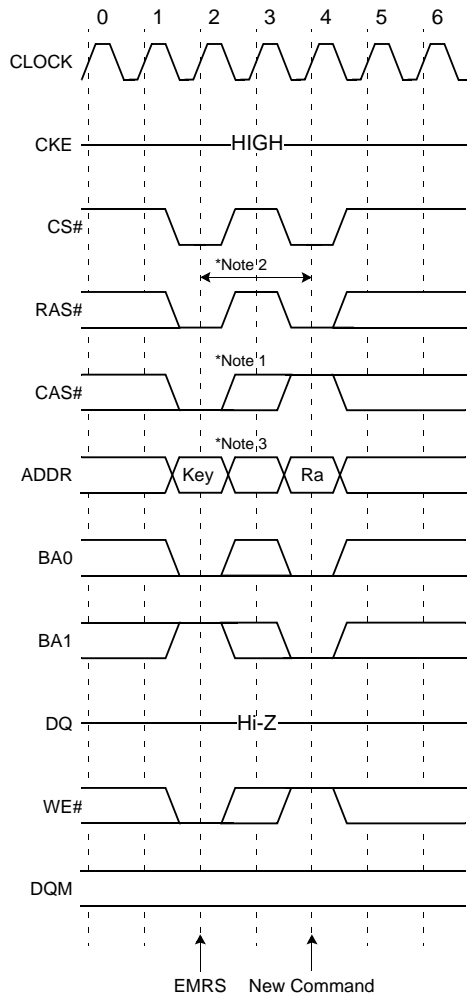 0 1 2 3 4 5 6
CLOCK
CKE HIGH
CS#
*Note 2
RAS#
*Note 1
CAS#
*Note 3
ADDR Key Ra
BA0
BA1
DQ Hi-Z
WE#
DQM
EMRS New Command